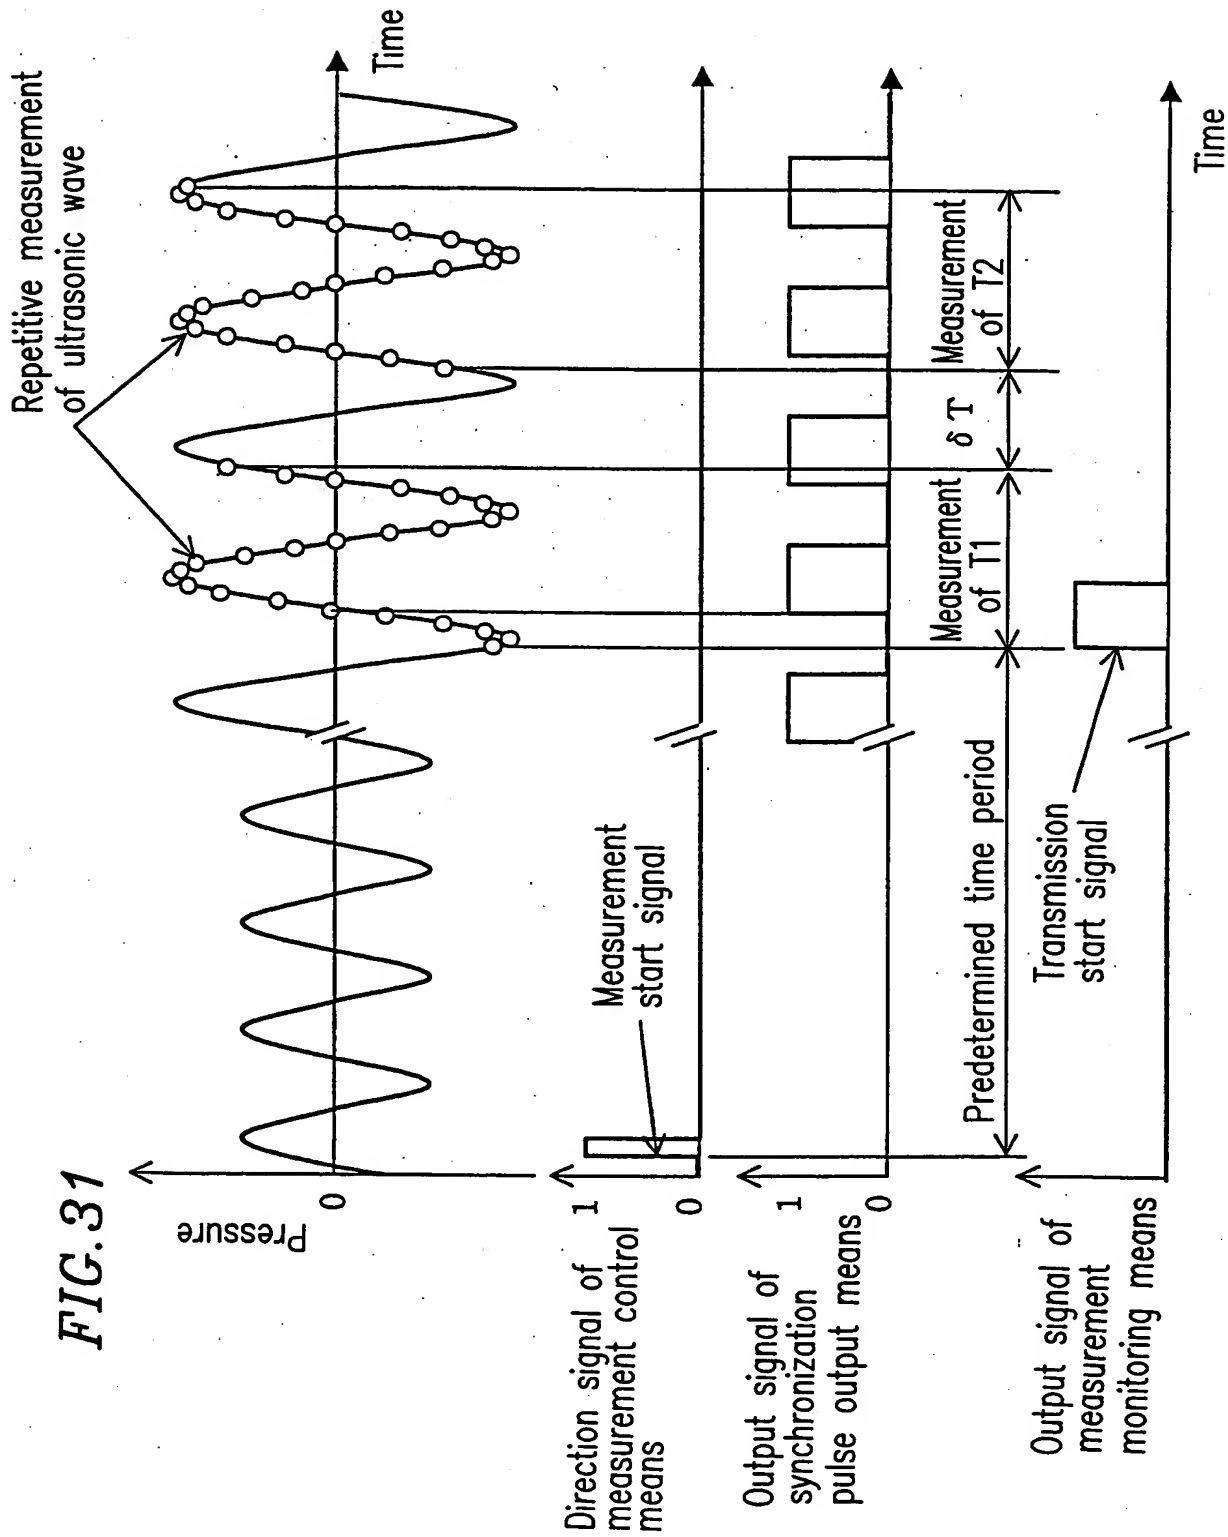 FIG. 31
Repetitive measurement
of ultrasonic wave
Pressure
0
Time
Direction signal of
measurement control
means
1
0
Measurement
start signal
Output signal of
synchronization
pulse output means
1
0
Predetermined time period
Measurement
of T1
δT
Measurement
of T2
Output signal of
measurement
monitoring means
Transmission
start signal
Time